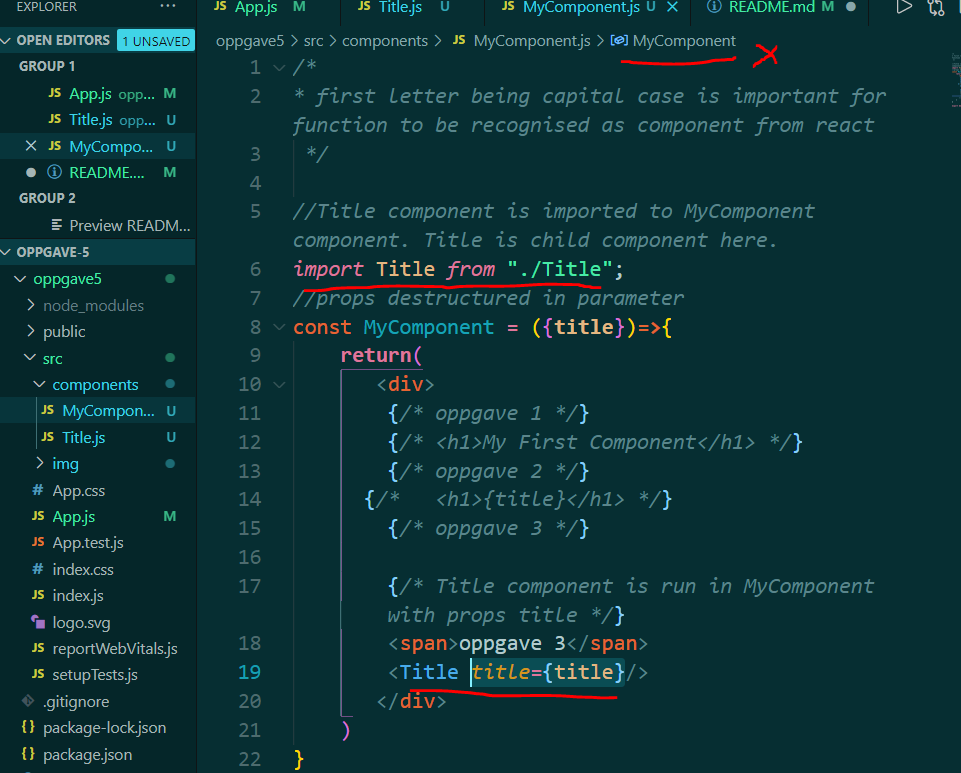 EXPLORER ...
App.js M Title.js U MyComponent.js U README.md M
OPEN EDITORS 1 UNSAVED
GROUP 1
JS App.js opp... M
JS Title.js opp... U
JS MyCompo... U
README.... M
GROUP 2
Preview READM...
OPPGAVE-5
oppgave5
node_modules
public
src
components
JS MyCompon... U
JS Title.js U
img
# App.css
JS App.js M
JS App.test.js
# index.css
JS index.js
logo.svg
JS reportWebVitals.js
JS setupTests.js
.gitignore
{} package-lock.json
{} package.json
oppgave5 > src > components > JS MyComponent.js > MyComponent
1 /*
2 * first letter being capital case is important for
function to be recognised as component from react
3 */
4
5 //Title component is imported to MyComponent
component. Title is child component here.
6 import Title from "./Title";
7 //props destructured in parameter
8 const MyComponent = ({title})=>{
9 return(
10 <div>
11 {/* oppgave 1 */}
12 {/* <h1>My First Component</h1> */}
13 {/* oppgave 2 */}
14 {/* <h1>{title}</h1> */}
15 {/* oppgave 3 */}
16
17 {/* Title component is run in MyComponent
with props title */}
18 <span>oppgave 3</span>
19 <Title title={title}/>
20 </div>
21 )
22 }